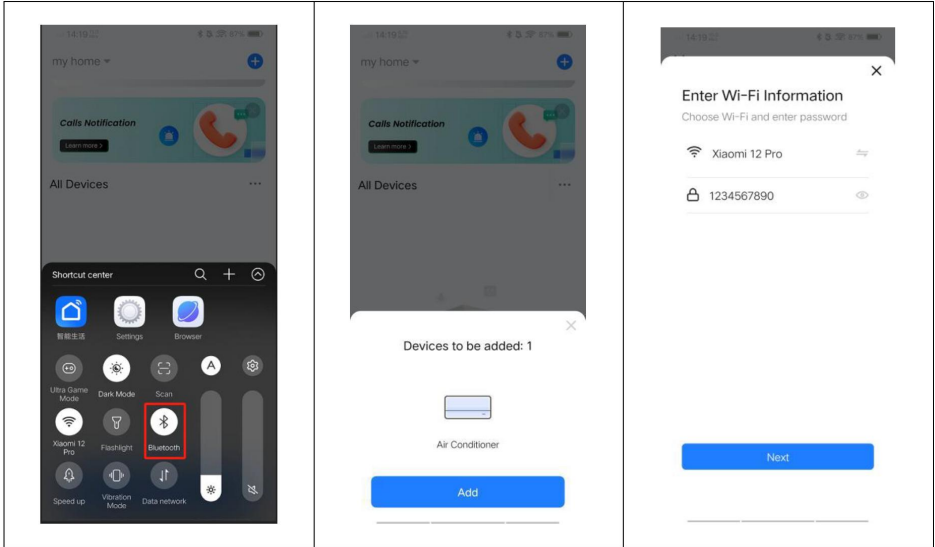 14:19 87%
my home
Calls Notification
Learn more >
All Devices
Shortcut center
智能生活 Settings Browser
A
Ultra Game Mode Dark Mode Scan
Xiaomi 12 Pro Flashlight Bluetooth
Speed up Vibration Mode Data network
14:19 87%
my home
Calls Notification
Learn more >
All Devices
Devices to be added: 1
Air Conditioner
Add
14:19 87%
Enter Wi-Fi Information
Choose Wi-Fi and enter password
Xiaomi 12 Pro
1234567890
Next